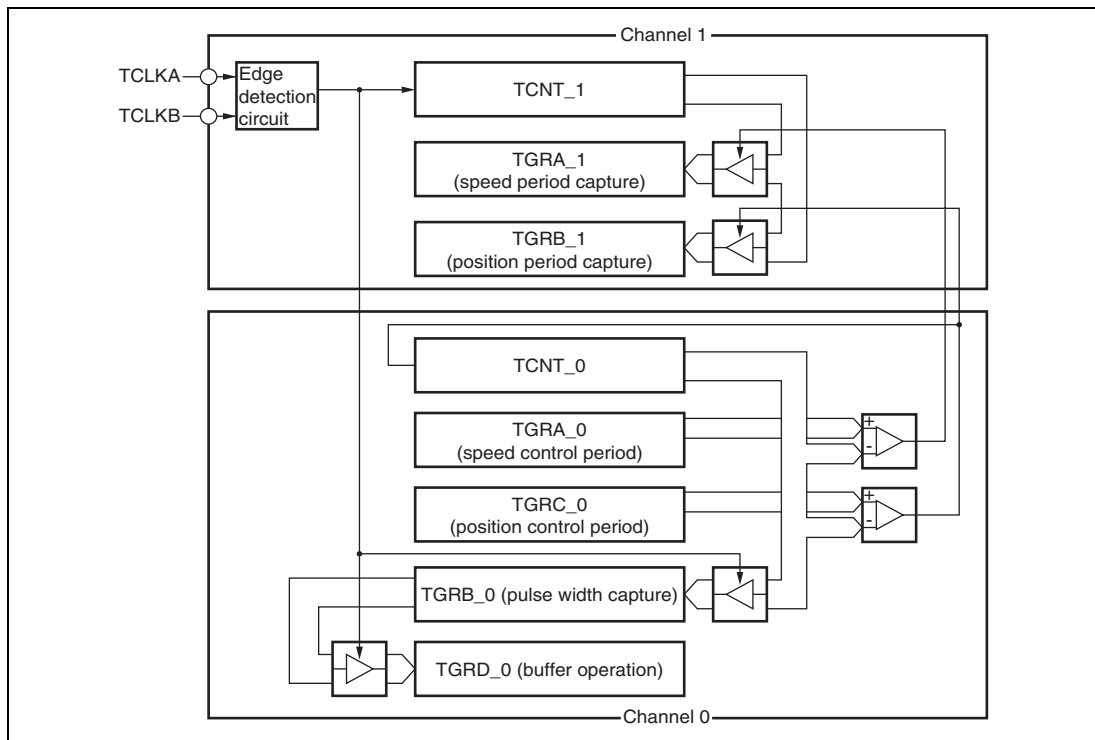 Channel 1
TCLKA
TCLKB
Edge
detection
circuit
TCNT_1
TGRA_1
(speed period capture)
TGRB_1
(position period capture)
TCNT_0
TGRA_0
(speed control period)
+
-
TGRC_0
(position control period)
+
-
TGRB_0 (pulse width capture)
TGRD_0 (buffer operation)
Channel 0